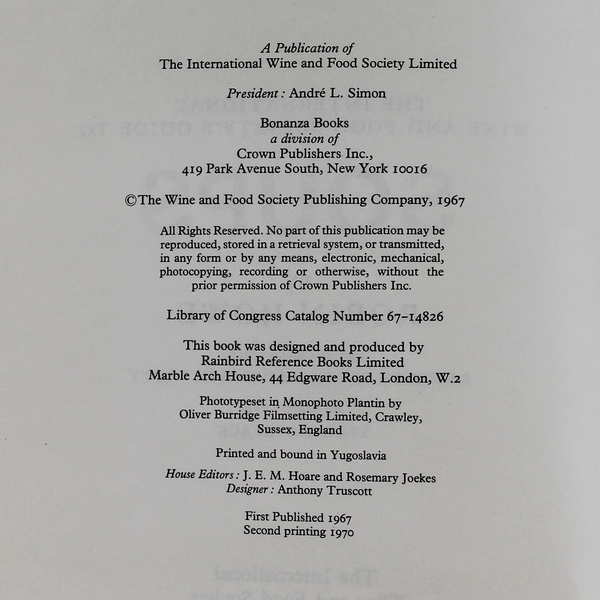 A Publication of
The International Wine and Food Society Limited
President: André L. Simon
Bonanza Books
a division of
Crown Publishers Inc.,
419 Park Avenue South, New York 10016
©The Wine and Food Society Publishing Company, 1967
All Rights Reserved. No part of this publication may be
reproduced, stored in a retrieval system, or transmitted,
in any form or by any means, electronic, mechanical,
photocopying, recording or otherwise, without the
prior permission of Crown Publishers Inc.
Library of Congress Catalog Number 67–14826
This book was designed and produced by
Rainbird Reference Books Limited
Marble Arch House, 44 Edgware Road, London, W.2
Phototypeset in Monophoto Plantin by
Oliver Burridge Filmsetting Limited, Crawley,
Sussex, England
Printed and bound in Yugoslavia
House Editors: J. E. M. Hoare and Rosemary Joekes
Designer: Anthony Truscott
First Published 1967
Second printing 1970